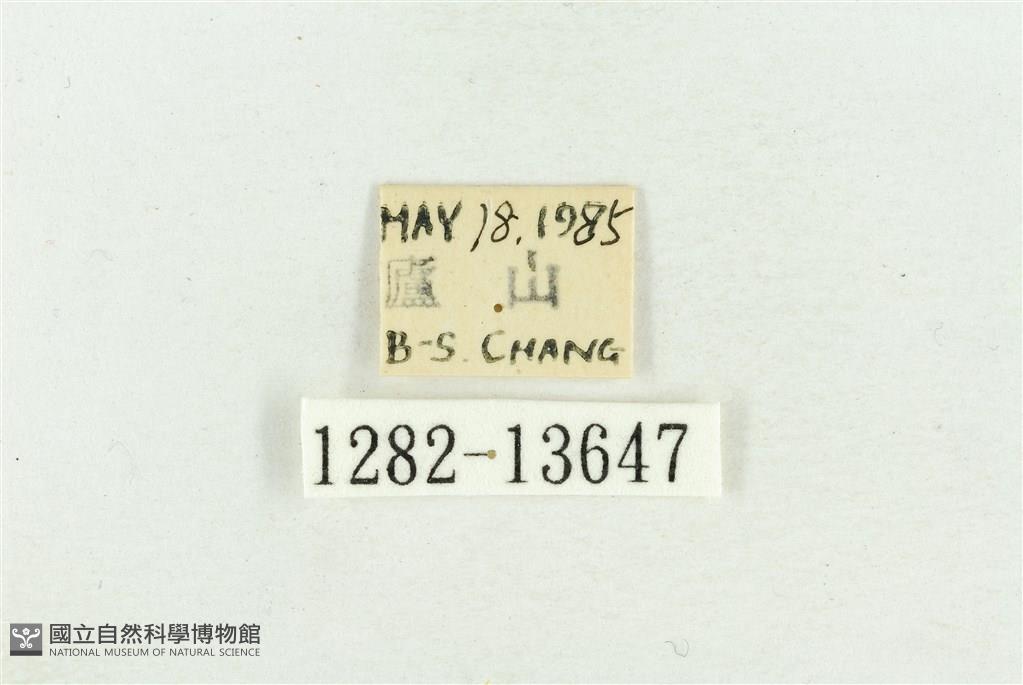 MAY 18. 1985
廬 山
B-S. CHANG
1282-13647
國立自然科學博物館
NATIONAL MUSEUM OF NATURAL SCIENCE